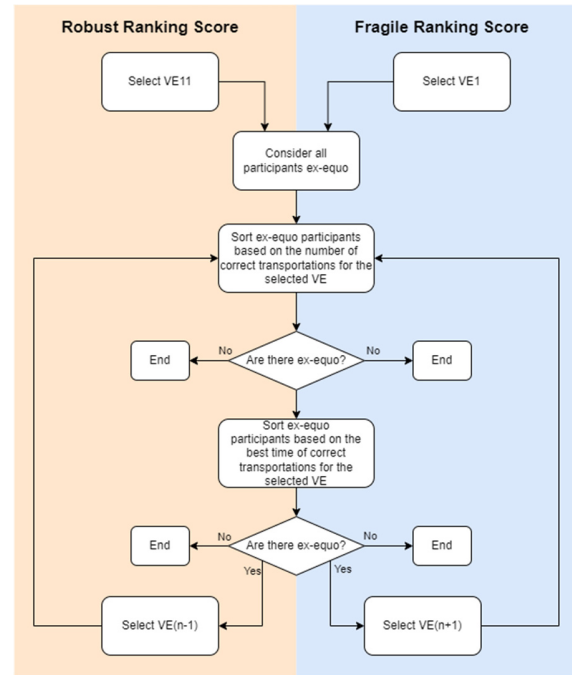 Robust Ranking Score
Fragile Ranking Score
Select VE11
Select VE1
Consider all
participants ex-equo
Sort ex-equo participants
based on the number of
correct transportations for the
selected VE
End
No
Are there ex-equo?
No
End
Sort ex-equo
participants based on the
best time of correct
transportations for the
selected VE
End
No
Are there ex-equo?
No
End
Yes
Yes
Select VE(n-1)
Select VE(n+1)